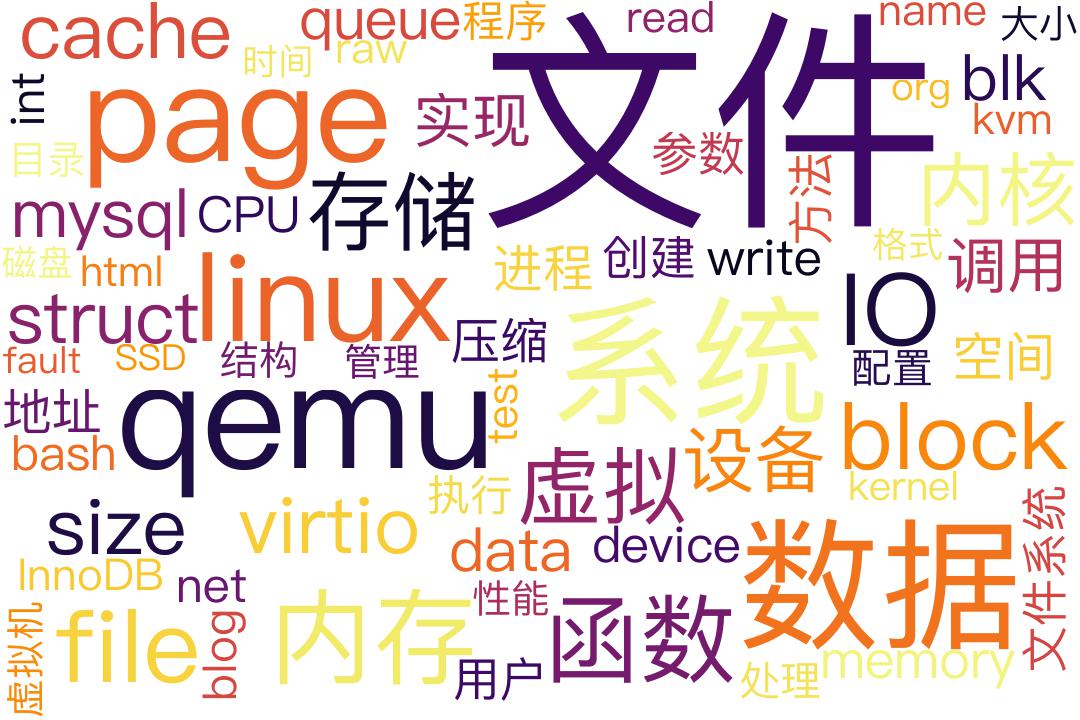 cache
queue
程序
read
name
大小
时间
raw
int
page
实现
文件
org
blk
kvm
参数
目录
方法
内核
mysql
CPU
存储
磁盘
html
进程
创建
write
格式
调用
struct
linux
压缩
系统
IO
fault
SSD
结构
管理
配置
空间
地址
qemu
test
block
bash
虚拟
设备
kernel
size
virtio
执行
data
device
数据
文件系统
InnoDB
net
性能
虚拟机
file
blog
内存
用户
函数
处理
memory